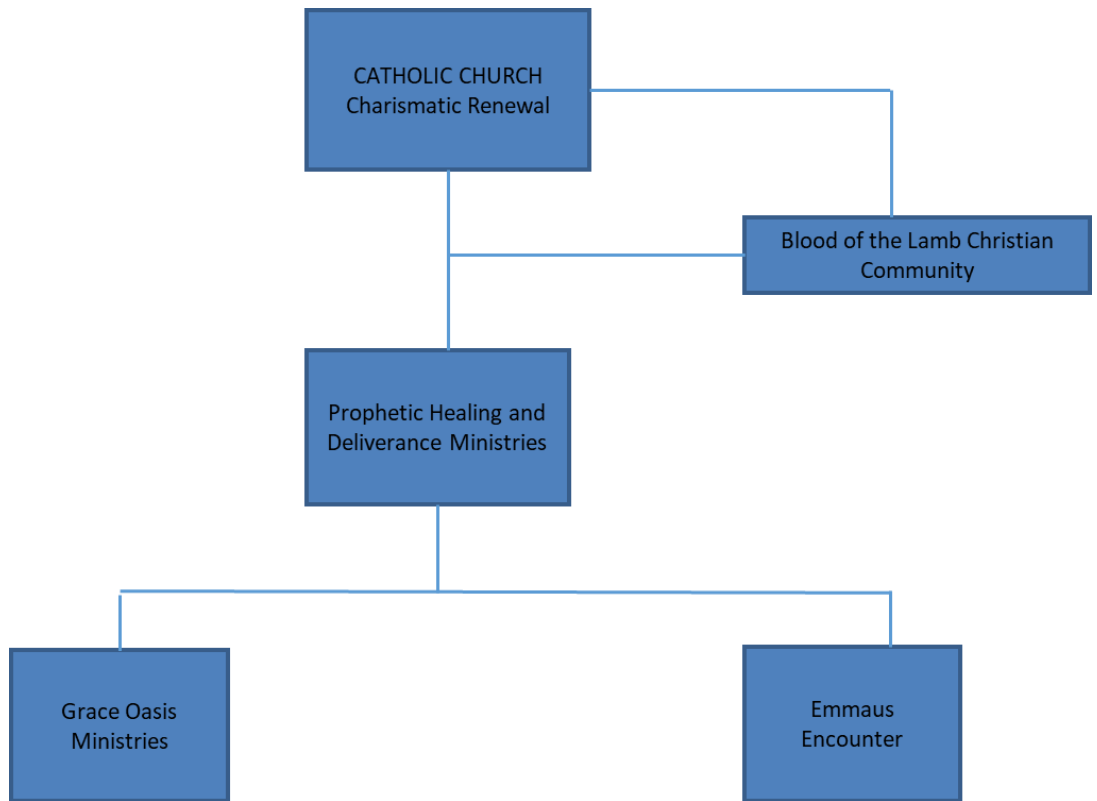 CATHOLIC CHURCH
Charismatic Renewal
Blood of the Lamb Christian
Community
Prophetic Healing and
Deliverance Ministries
Grace Oasis
Ministries
Emmaus
Encounter